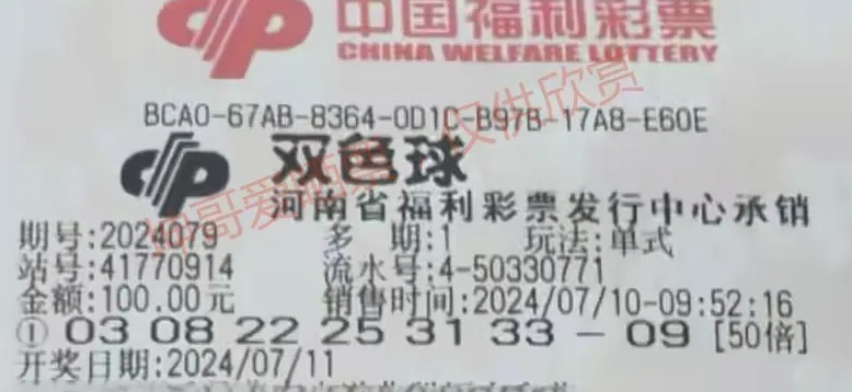 中国福利彩票
CHINA WELFARE LOTTERY
BCA0-67AB-8364-0D1C-B97B-17A8-E60E
双色球
河南省福利彩票发行中心承销
期号:2024079 多 期:1 玩法:单式
站号:41770914 流水号:4-50330771
金额:100.00元 销售时间:2024/07/10-09:52:16
① 03 08 22 25 31 33 - 09 [50倍]
开奖日期:2024/07/11
仅供欣赏